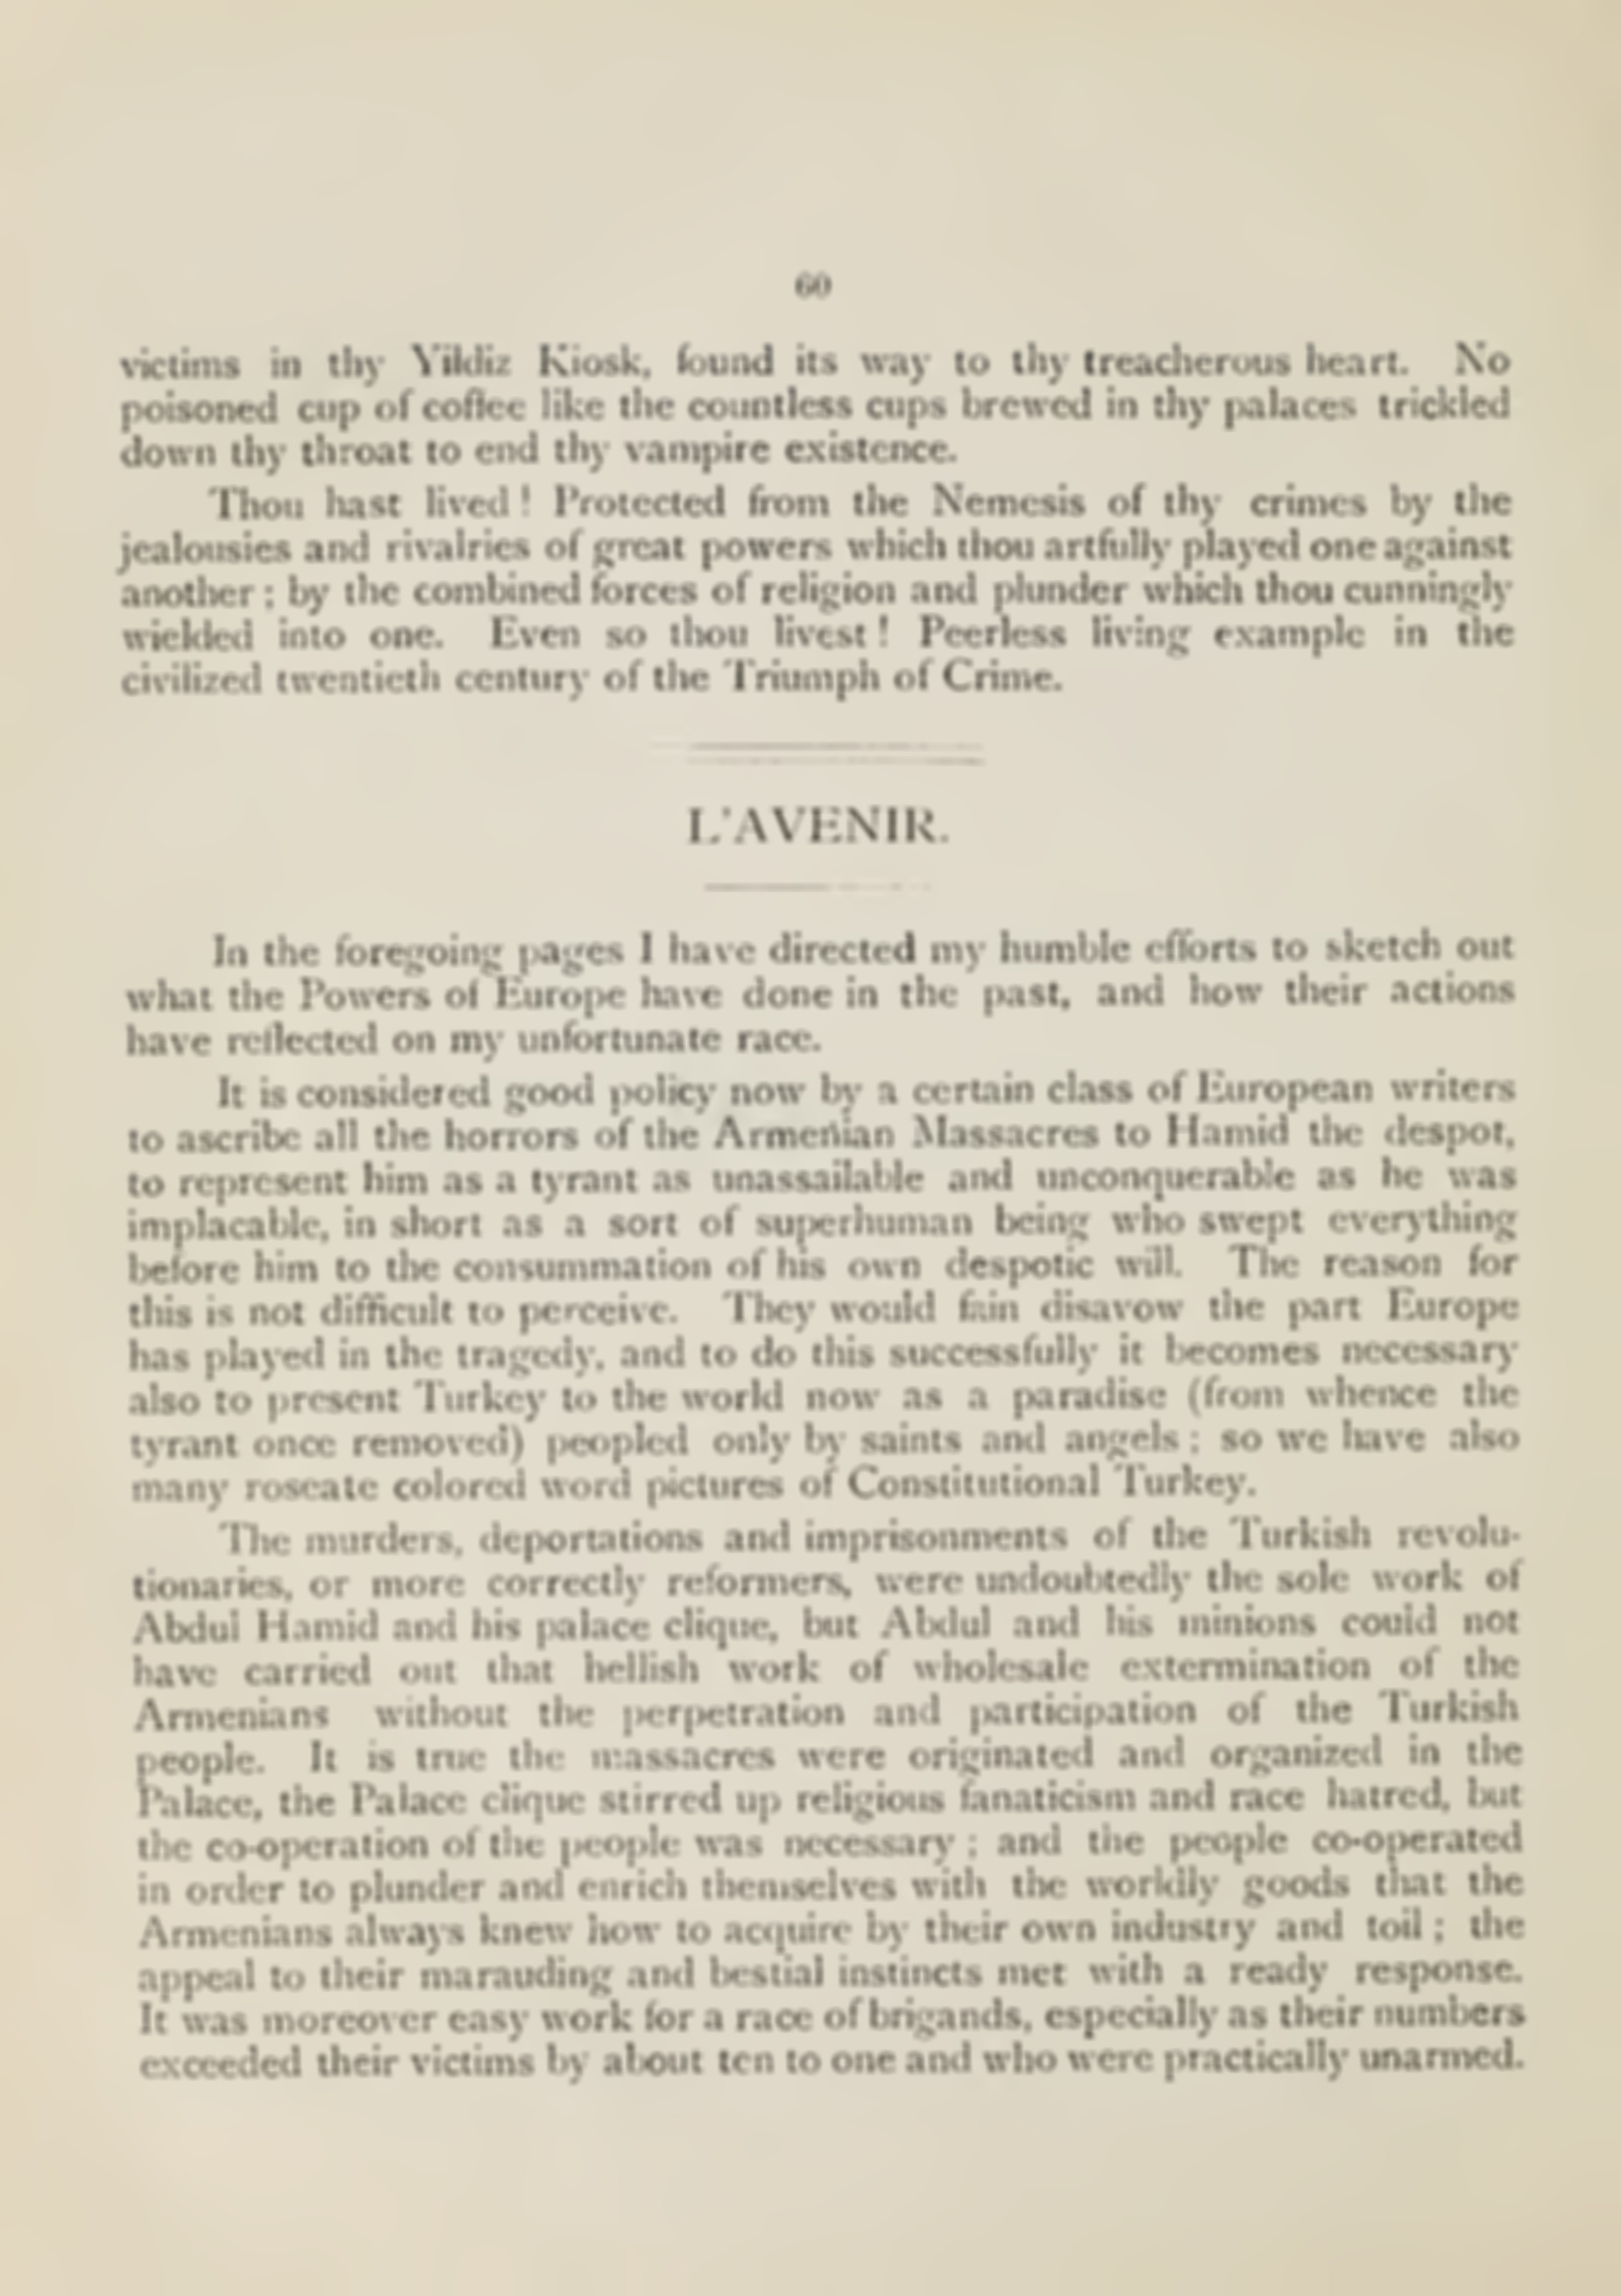 60
victims in thy Yildiz Kiosk, found its way to thy treacherous heart. No
poisoned cup of coffee like the countless cups brewed in thy palaces trickled
down thy throat to end thy vampire existence.
Thou hast lived! Protected from the Nemesis of thy crimes by the
jealousies and rivalries of great powers which thou artfully played one against
another; by the combined forces of religion and plunder which thou cunningly
wielded into one. Even so thou livest! Peerless living example in the
civilized twentieth century of the Triumph of Crime.
L'AVENIR.
In the foregoing pages I have directed my humble efforts to sketch out
what the Powers of Europe have done in the past, and how their actions
have reflected on my unfortunate race.
It is considered good policy now by a certain class of European writers
to ascribe all the horrors of the Armenian Massacres to Hamid the despot,
to represent him as a tyrant as unassailable and unconquerable as he was
implacable, in short as a sort of superhuman being who swept everything
before him to the consummation of his own despotic will. The reason for
this is not difficult to perceive. They would fain disavow the part Europe
has played in the tragedy, and to do this successfully it becomes necessary
also to present Turkey to the world now as a paradise (from whence the
tyrant once removed) peopled only by saints and angels; so we have also
many roseate colored word pictures of Constitutional Turkey.
The murders, deportations and imprisonments of the Turkish revolu-
tionaries, or more correctly reformers, were undoubtedly the sole work of
Abdul Hamid and his palace clique, but Abdul and his minions could not
have carried out that hellish work of wholesale extermination of the
Armenians without the perpetration and participation of the Turkish
people. It is true the massacres were originated and organized in the
Palace, the Palace clique stirred up religious fanaticism and race hatred, but
the co-operation of the people was necessary; and the people co-operated
in order to plunder and enrich themselves with the worldly goods that the
Armenians always knew how to acquire by their own industry and toil; the
appeal to their marauding and bestial instincts met with a ready response.
It was moreover easy work for a race of brigands, especially as their numbers
exceeded their victims by about ten to one and who were practically unarmed.